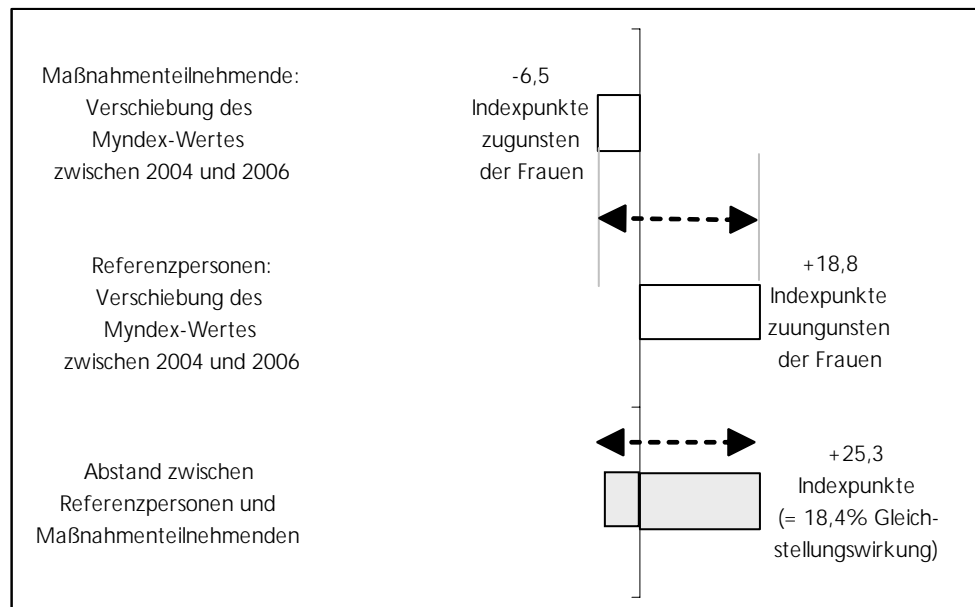 Maßnahmenteilnehmende:
Verschiebung des
Myndex-Wertes
zwischen 2004 und 2006
-6,5
Indexpunkte
zugunsten
der Frauen
Referenzpersonen:
Verschiebung des
Myndex-Wertes
zwischen 2004 und 2006
+18,8
Indexpunkte
zuungunsten
der Frauen
Abstand zwischen
Referenzpersonen und
Maßnahmenteilnehmenden
+25,3
Indexpunkte
(= 18,4% Gleich-
stellungswirkung)